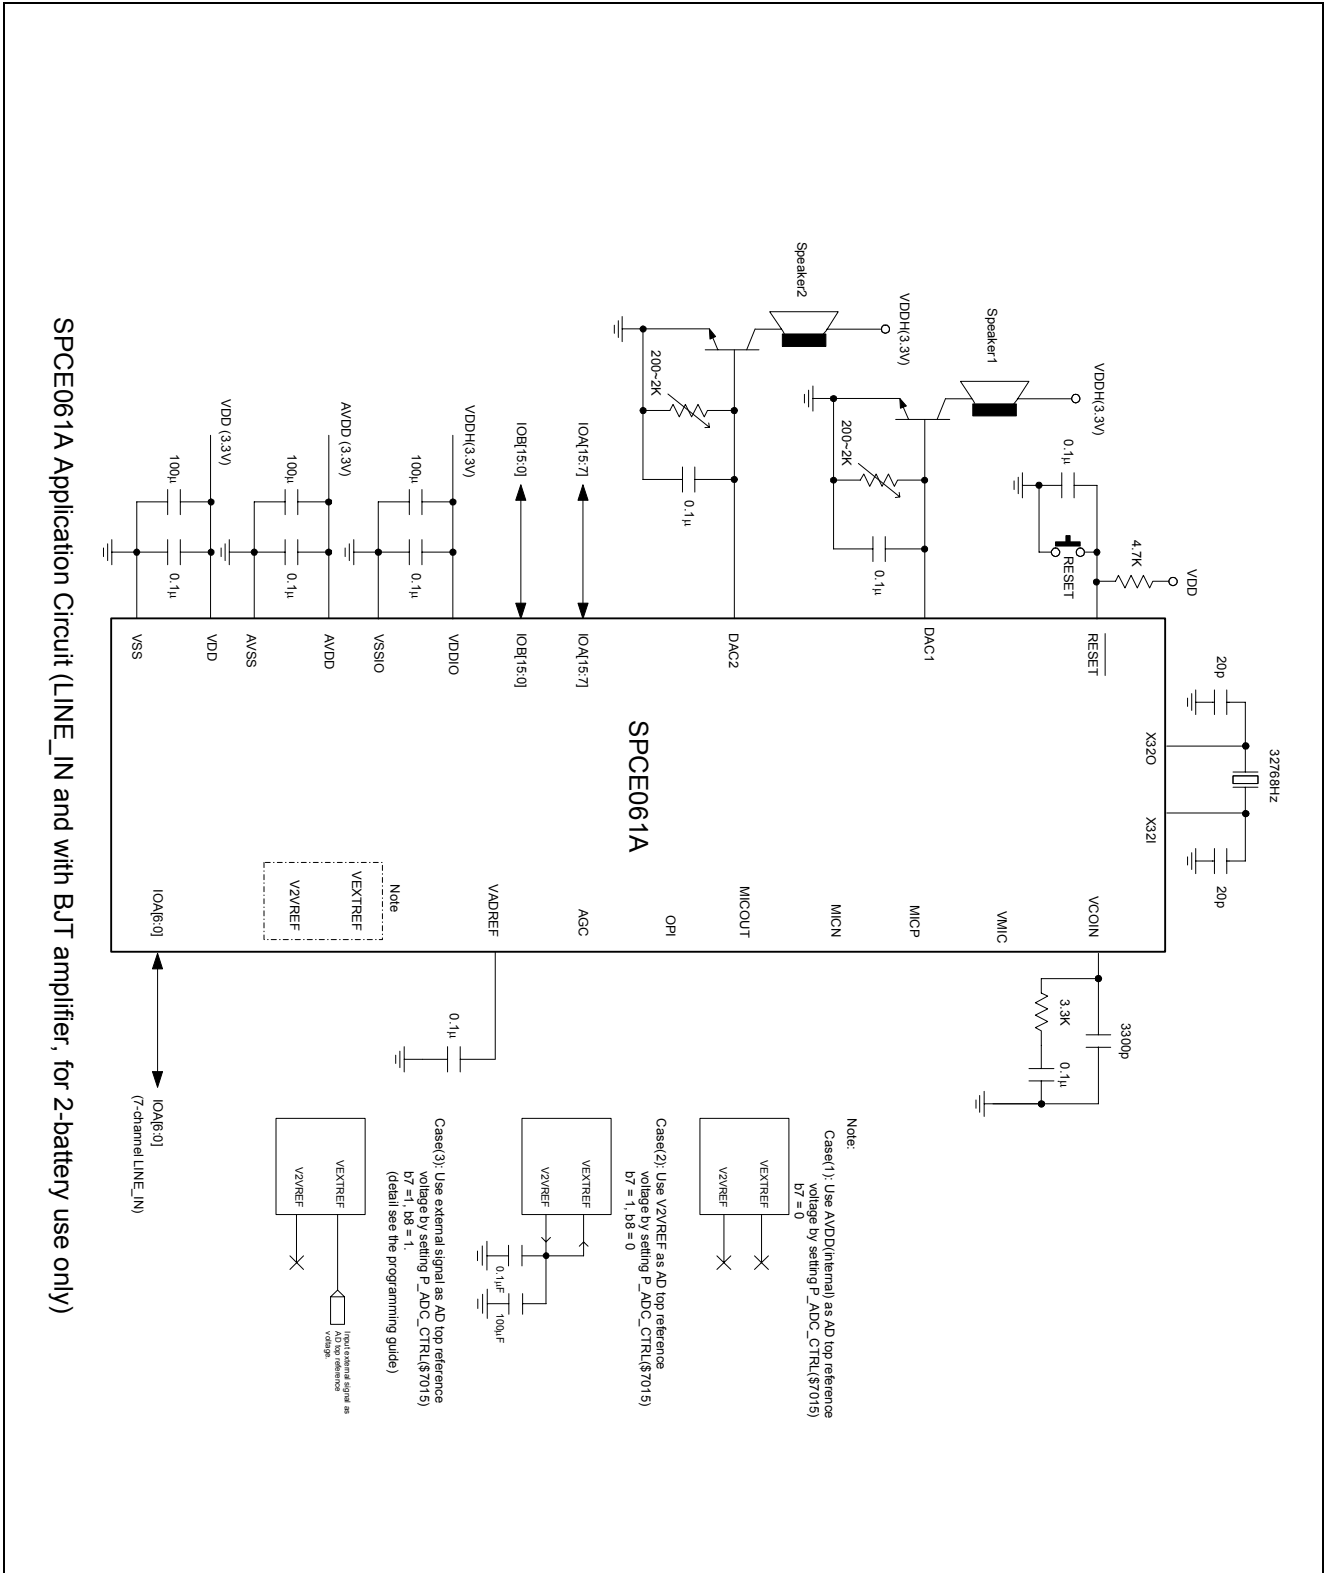 32768Hz
20p
20p
X32O
X32I
VDD
4.7K
0.1μ
RESET
RESET
VCOIN
3300p
3.3K
0.1μ
VDDH(3.3V)
Speaker1
200~2K
0.1μ
DAC1
VMIC
MICP
MICN
VDDH(3.3V)
Speaker2
200~2K
0.1μ
DAC2
MICOUT
OPI
AGC
SPCE061A
IOA[15:7]
IOA[15:7]
IOB[15:0]
IOB[15:0]
VADREF
0.1μ
VDDH(3.3V)
100μ
0.1μ
VDDIO
VSSIO
Note
VEXTREF
V2VREF
AVDD (3.3V)
100μ
0.1μ
AVDD
AVSS
VDD (3.3V)
100μ
0.1μ
VDD
VSS
IOA[6:0]
IOA[6:0]
(7-channel LINE_IN)
Note:
Case(1): Use AVDD(internal) as AD top reference
voltage by setting P_ADC_CTRL($7015)
b7 = 0
VEXTREF
V2VREF
Case(2): Use V2VREF as AD top reference
voltage by setting P_ADC_CTRL($7015)
b7 = 1, b8 = 0
VEXTREF
V2VREF
0.1μF
100μF
Case(3): Use external signal as AD top reference
voltage by setting P_ADC_CTRL($7015)
b7 =1, b8 = 1.
(detail see the programming guide)
VEXTREF
V2VREF
Input external signal as
AD top reference
voltage.
SPCE061A Application Circuit (LINE_IN and with BJT amplifier, for 2-battery use only)